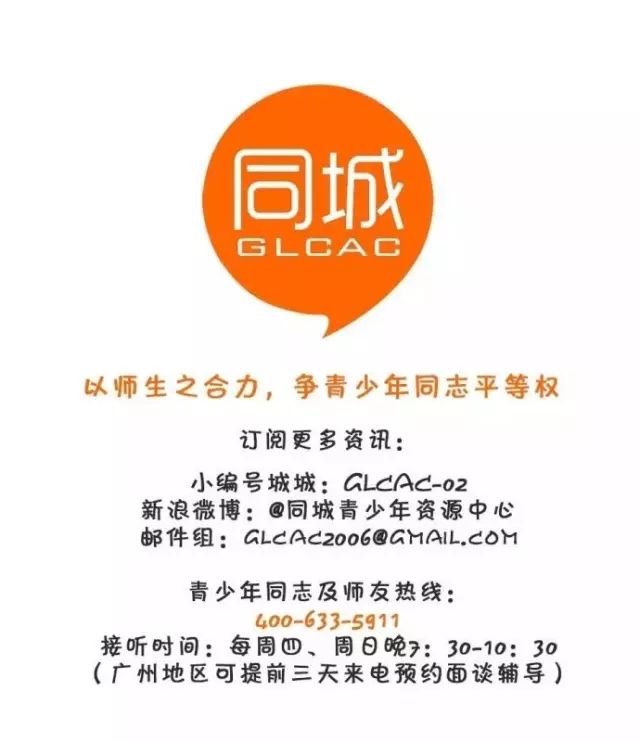 同城
GLCAC
以师生之合力，争青少年同志平等权
订阅更多资讯：
小编号城城：GLCAC-02
新浪微博：@同城青少年资源中心
邮件组：GLCAC2006@GMAIL.COM
青少年同志及师友热线：
400-633-5911
接听时间：每周四、周日晚7：30-10：30
（广州地区可提前三天来电预约面谈辅导）